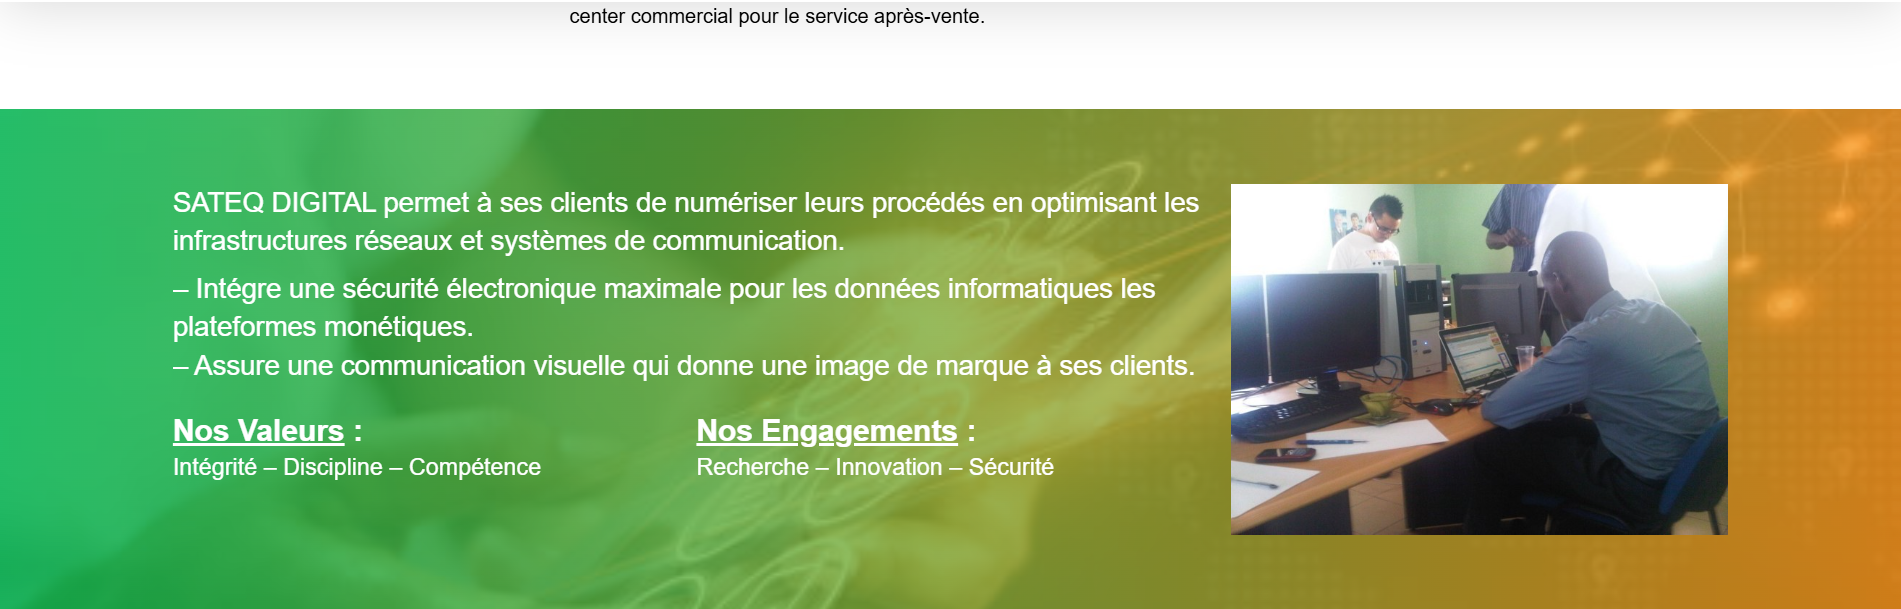 center commercial pour le service après-vente.
SATEQ DIGITAL permet à ses clients de numériser leurs procédés en optimisant les
infrastructures réseaux et systèmes de communication.
– Intégre une sécurité électronique maximale pour les données informatiques les
plateformes monétiques.
– Assure une communication visuelle qui donne une image de marque à ses clients.
Nos Valeurs :
Intégrité – Discipline – Compétence
Nos Engagements :
Recherche – Innovation – Sécurité